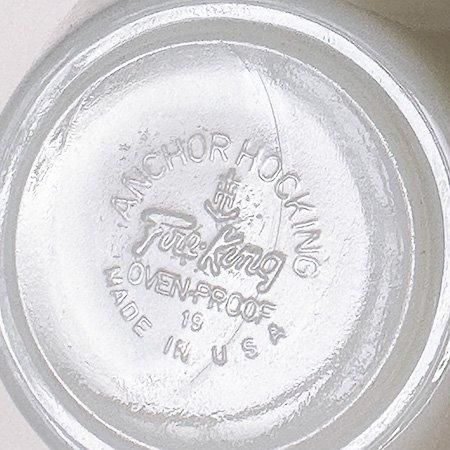 ANCHOR HOCKING
Fire-King
OVEN-PROOF
19
MADE IN U S A